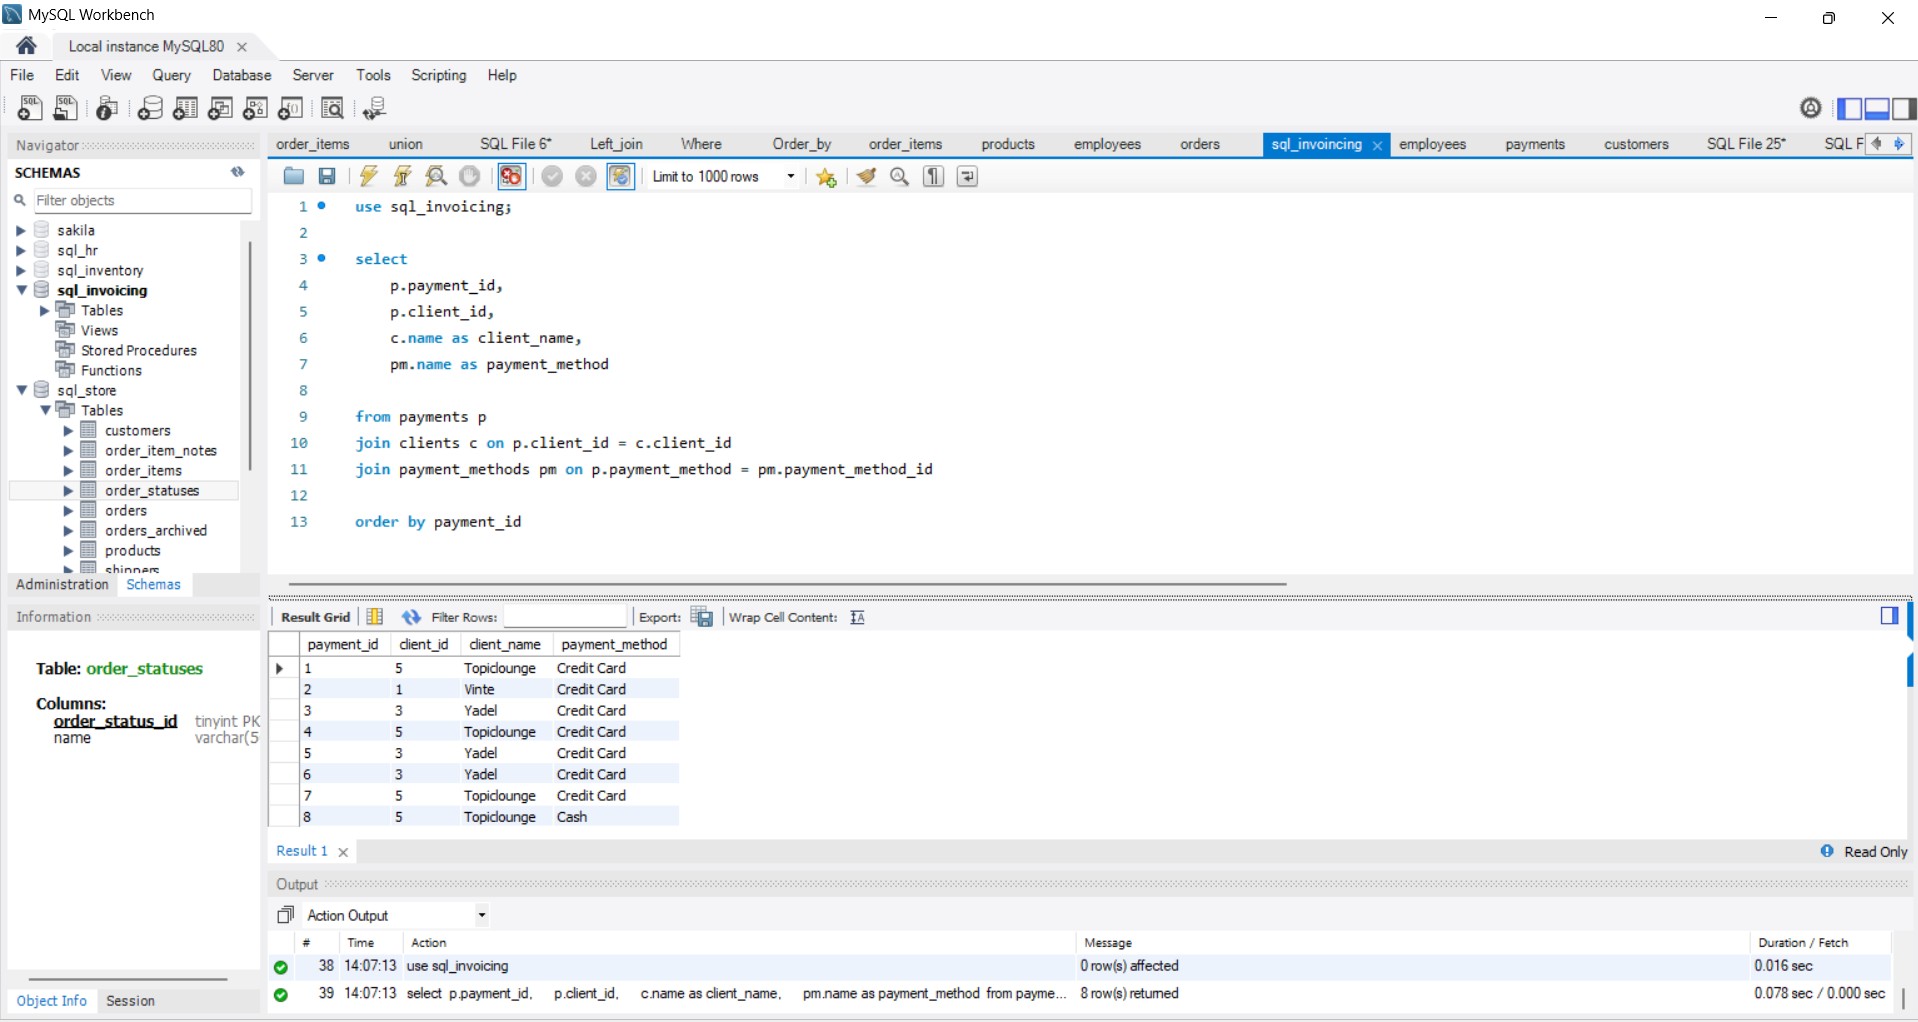 MySQL Workbench
Local instance MySQL80
File Edit View Query Database Server Tools Scripting Help
Navigator
SCHEMAS
Filter objects
sakila
sql_hr
sql_inventory
sql_invoicing
Tables
Views
Stored Procedures
Functions
sql_store
Tables
customers
order_item_notes
order_items
order_statuses
orders
orders_archived
products
shippers
Administration Schemas
Information
Table: order_statuses
Columns:
order_status_id tinyint PK
name varchar(5
Object Info Session
order_items union SQL File 6* Left_join Where Order_by order_items products employees orders sql_invoincing employees payments customers SQL File 25* SQL F
Limit to 1000 rows
1 use sql_invoicing;
2
3 select
4 p.payment_id,
5 p.client_id,
6 c.name as client_name,
7 pm.name as payment_method
8
9 from payments p
10 join clients c on p.client_id = c.client_id
11 join payment_methods pm on p.payment_method = pm.payment_method_id
12
13 order by payment_id
Result Grid Filter Rows: Export: Wrap Cell Content:
payment_id client_id client_name payment_method
1 5 Topiclounge Credit Card
2 1 Vinte Credit Card
3 3 Yadel Credit Card
4 5 Topiclounge Credit Card
5 3 Yadel Credit Card
6 3 Yadel Credit Card
7 5 Topiclounge Credit Card
8 5 Topiclounge Cash
Result 1 Read Only
Output
Action Output
# Time Action Message Duration / Fetch
38 14:07:13 use sql_invoicing 0 row(s) affected 0.016 sec
39 14:07:13 select p.payment_id, p.client_id, c.name as client_name, pm.name as payment_method from payme... 8 row(s) returned 0.078 sec / 0.000 sec